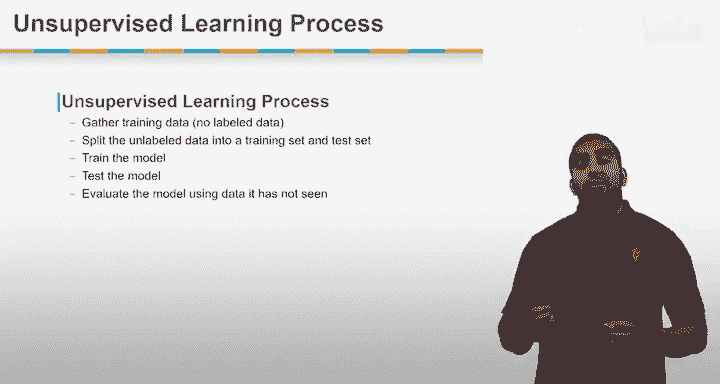 Unsupervised Learning Process
Unsupervised Learning Process
– Gather training data (no labeled data)
– Split the unlabeled data into a training set and test set
– Train the model
– Test the model
– Evaluate the model using data it has not seen